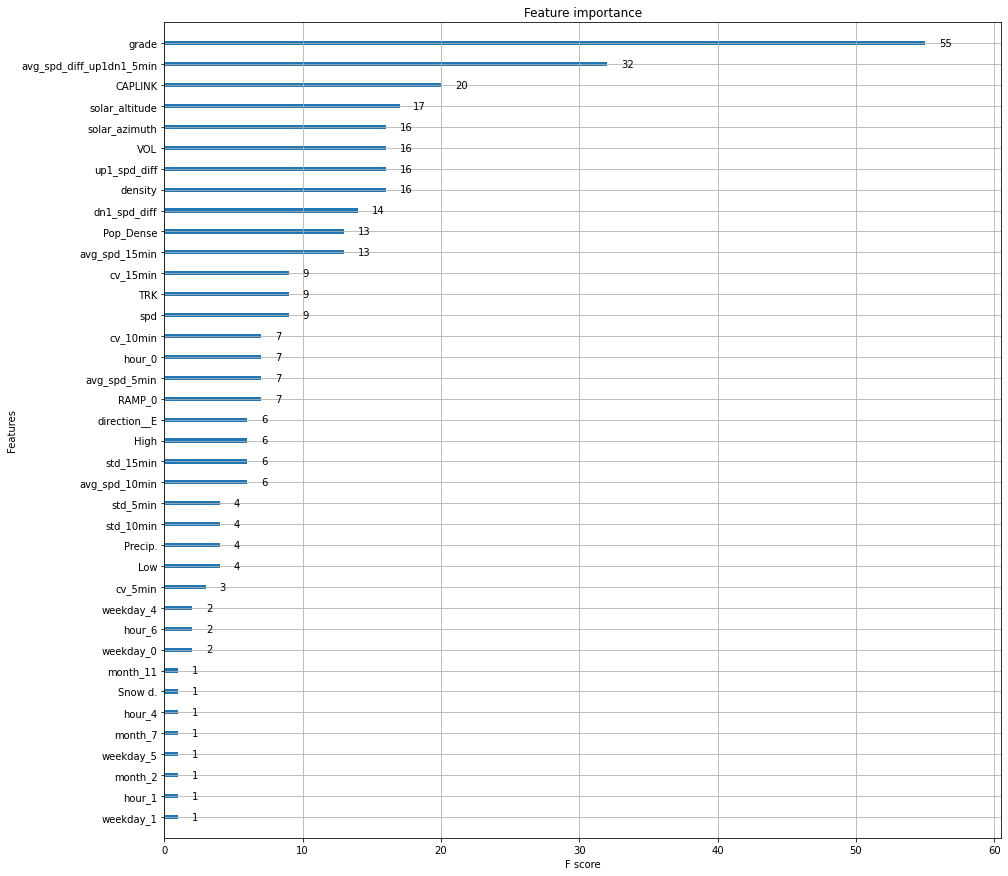 Feature importance
grade 55
avg_spd_diff_up1dn1_5min 32
CAPLINK 20
solar_altitude 17
solar_azimuth 16
VOL 16
up1_spd_diff 16
density 16
dn1_spd_diff 14
Pop_Dense 13
avg_spd_15min 13
cv_15min 9
TRK 9
spd 9
cv_10min 7
hour_0 7
avg_spd_5min 7
RAMP_0 7
direction__E 6
High 6
std_15min 6
avg_spd_10min 6
std_5min 4
std_10min 4
Precip. 4
Low 4
cv_5min 3
weekday_4 2
hour_6 2
weekday_0 2
month_11 1
Snow d. 1
hour_4 1
month_7 1
weekday_5 1
month_2 1
hour_1 1
weekday_1 1
Features
0 10 20 30 40 50 60
F score